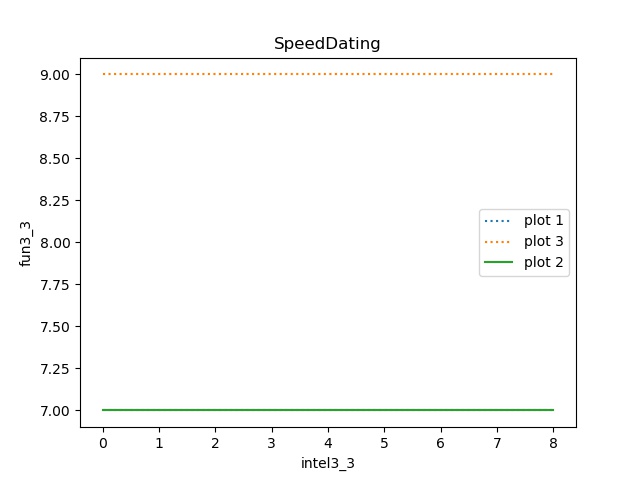 SpeedDating
9.00
8.75
8.50
8.25
8.00
7.75
7.50
7.25
7.00
fun3_3
plot 1
plot 3
plot 2
0 1 2 3 4 5 6 7 8
intel3_3